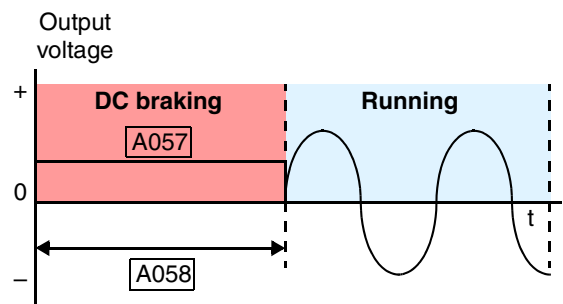 Output
voltage
+
DC braking
Running
A057
0
t
A058
–